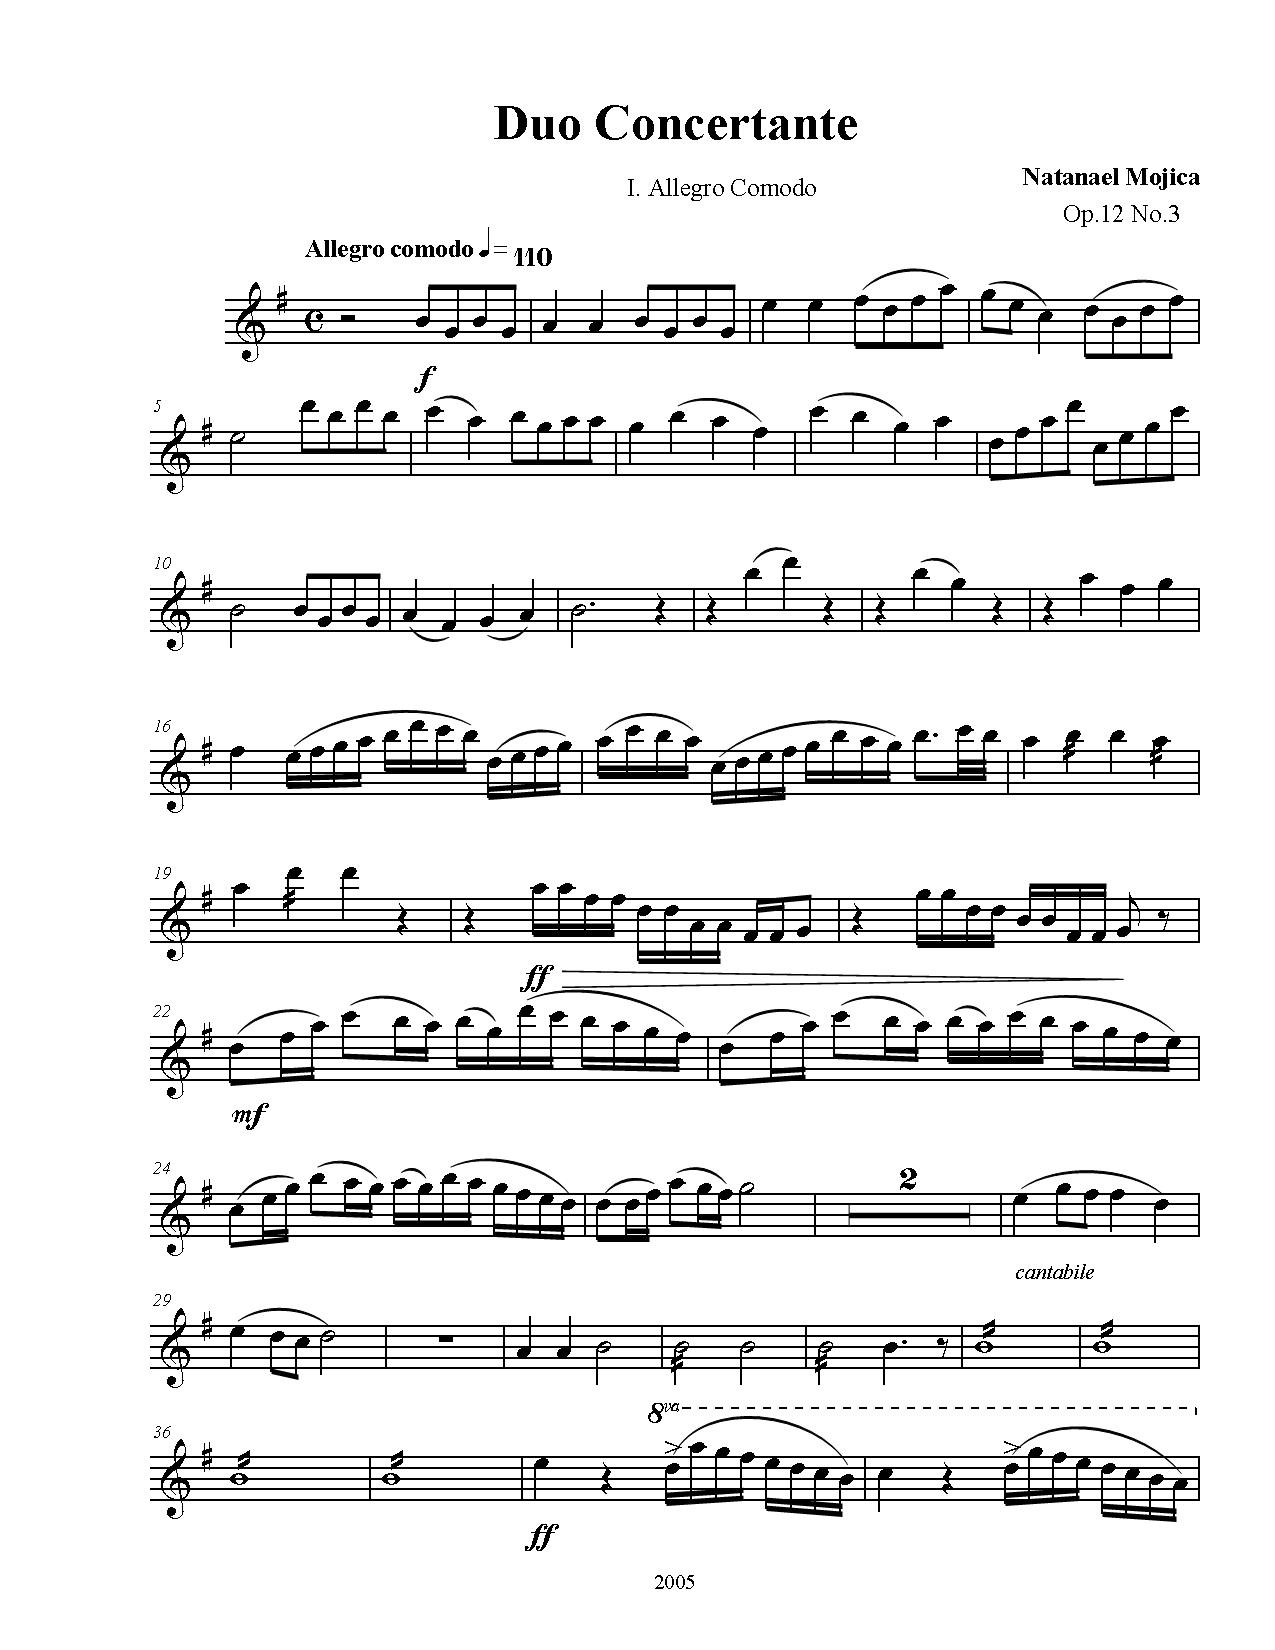 Duo Concertante
I. Allegro Comodo
Natanael Mojica
Op.12 No.3
Allegro comodo ♩= 110
f
5
10
16
19
ff
22
mf
24
2
cantabile
29
8va
36
ff
2005